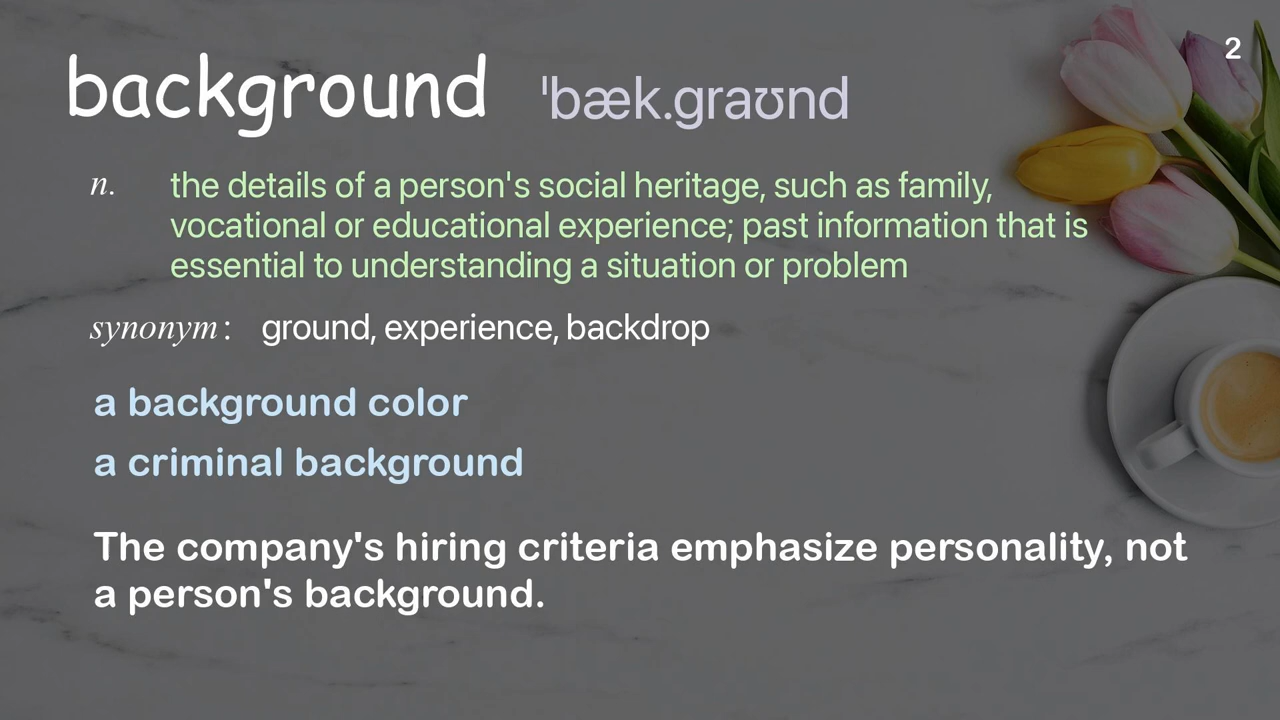 2
background ˈbæk.graʊnd
n. the details of a person's social heritage, such as family,
vocational or educational experience; past information that is
essential to understanding a situation or problem
synonym: ground, experience, backdrop
a background color
a criminal background
The company's hiring criteria emphasize personality, not
a person's background.